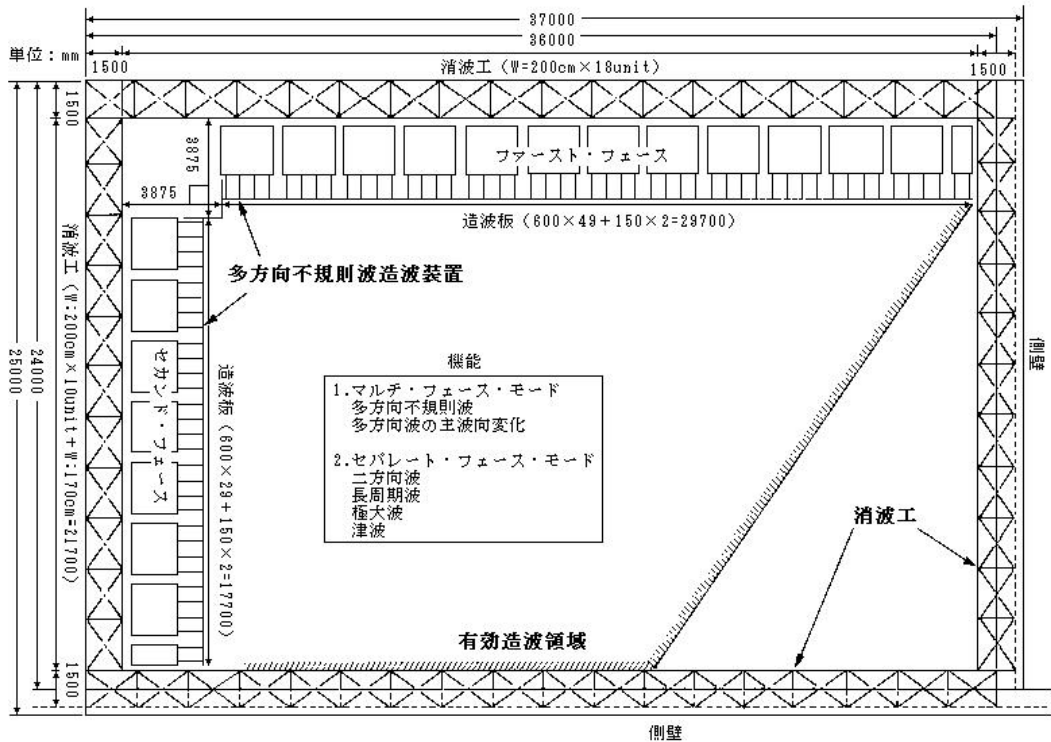 37000
36000
単位：mm
1500
消波工（W=200cm×18unit）
1500
1500
3875
ファースト・フェース
3875
造波板（600×49＋150×2=29700）
多方向不規則波造波装置
消波工（W:200cm×10unit＋W:170cm=21700）
24000
25000
セカンド・フェース
造波板（600×29＋150×2=17700）
側壁
機能
1.マルチ・フェース・モード
多方向不規則波
多方向波の主波向変化
2.セパレート・フェース・モード
二方向波
長周期波
極大波
津波
消波工
有効造波領域
1500
側壁